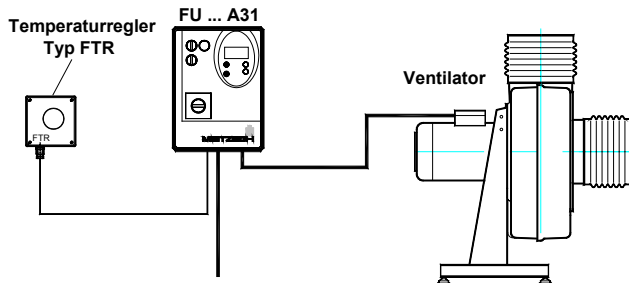 Temperaturregler
Typ FTR
FU ... A31
Ventilator
FTR